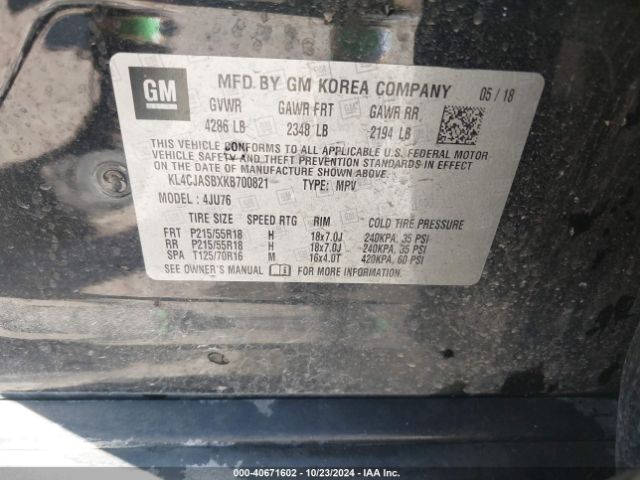 GM
MFD. BY GM KOREA COMPANY
05 / 18
GVWR GAWR FRT GAWR RR
4286 LB 2348 LB 2194 LB
THIS VEHICLE CONFORMS TO ALL APPLICABLE U.S. FEDERAL MOTOR
VEHICLE SAFETY AND THEFT PREVENTION STANDARDS IN EFFECT
ON THE DATE OF MANUFACTURE SHOWN ABOVE.
KL4CJASBXKB700821 TYPE: MPV
MODEL : 4JU76
TIRE SIZE SPEED RTG RIM COLD TIRE PRESSURE
FRT P215/55R18 H 18x7.0J 240KPA, 35 PSI
RR P215/55R18 H 18x7.0J 240KPA, 35 PSI
SPA T125/70R16 M 16x4.0T 420KPA, 60 PSI
SEE OWNER'S MANUAL FOR MORE INFORMATION.
000-40671602 - 10/23/2024 - IAA Inc.